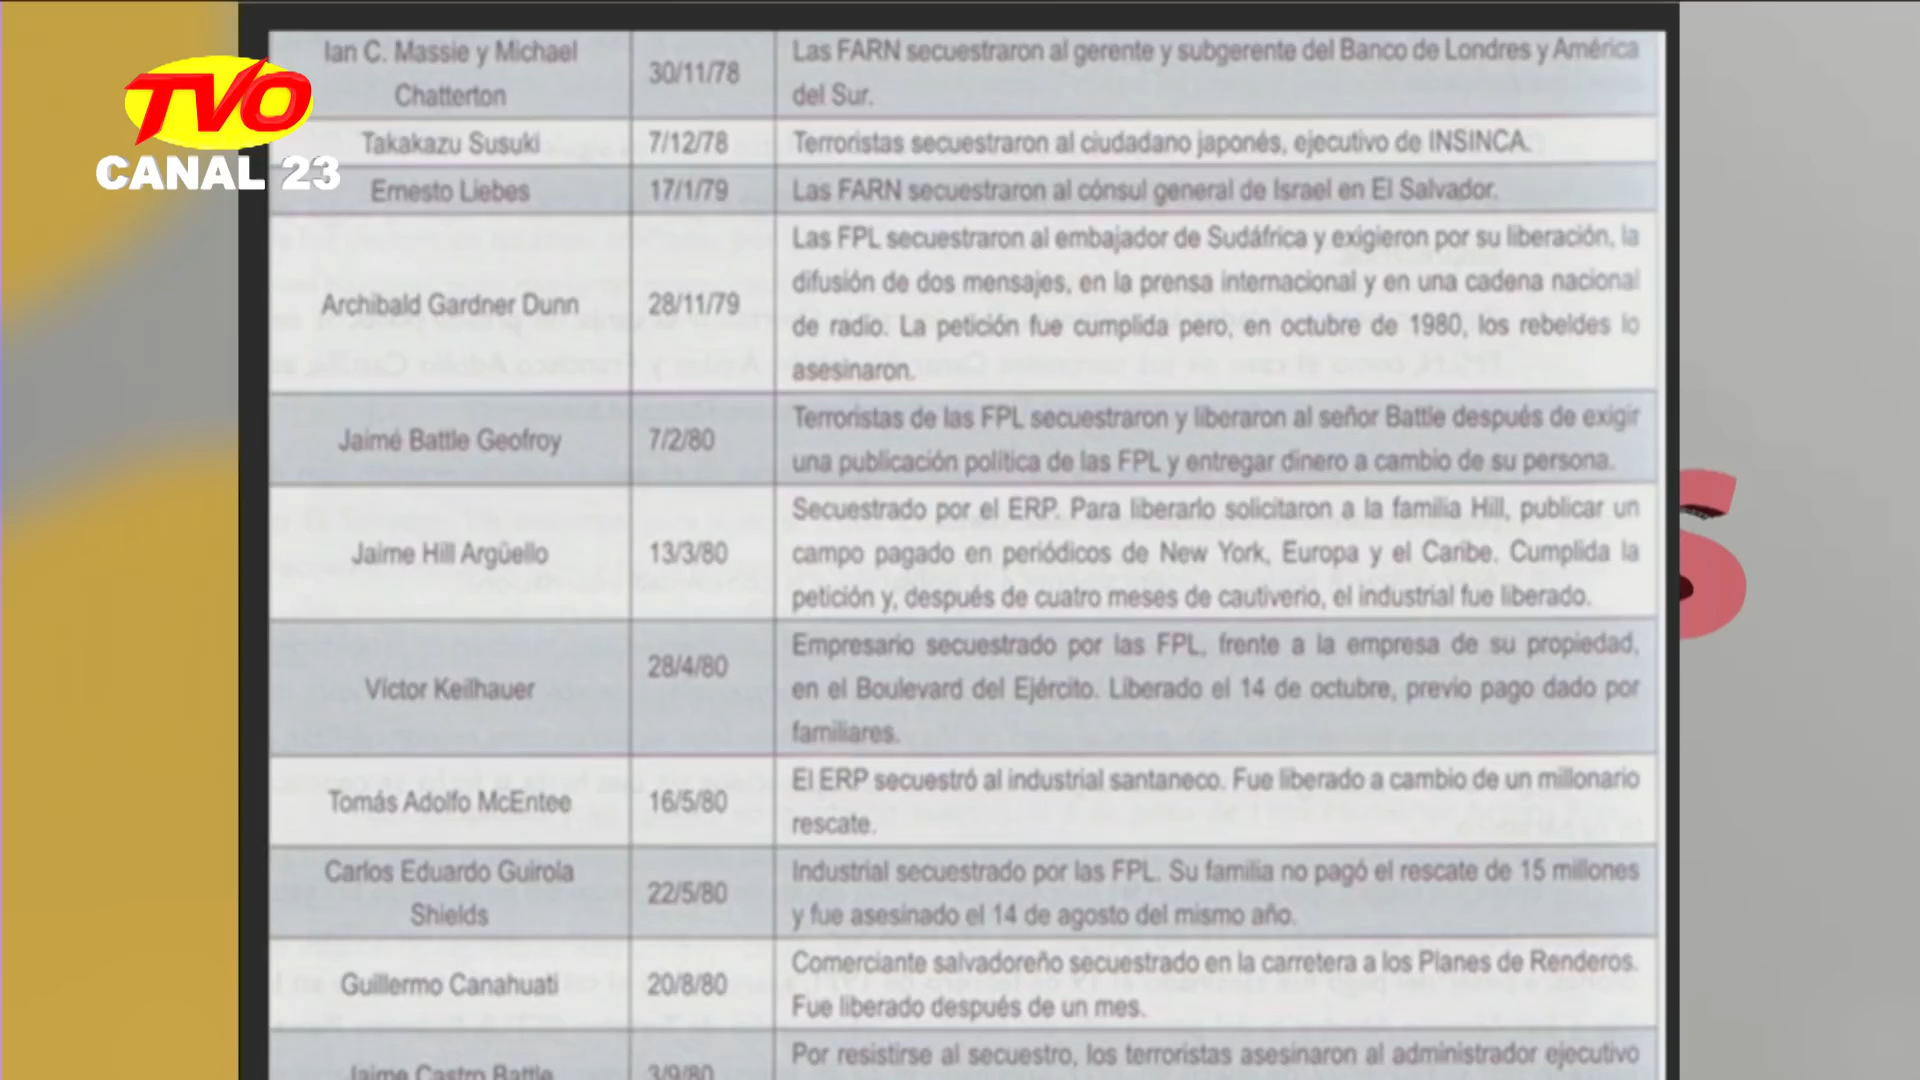 TVO
CANAL 23
Ian C. Massie y Michael
Chatterton
30/11/78
Las FARN secuestraron al gerente y subgerente del Banco de Londres y América
del Sur.
Takakazu Susuki
7/12/78
Terroristas secuestraron al ciudadano japonés, ejecutivo de INSINCA.
Ernesto Liebes
17/1/79
Las FARN secuestraron al cónsul general de Israel en El Salvador.
Archibald Gardner Dunn
28/11/79
Las FPL secuestraron al embajador de Sudáfrica y exigieron por su liberación, la
difusión de dos mensajes, en la prensa internacional y en una cadena nacional
de radio. La petición fue cumplida pero, en octubre de 1980, los rebeldes lo
asesinaron.
Jaime Battle Geofroy
7/2/80
Terroristas de las FPL secuestraron y liberaron al señor Battle después de exigir
una publicación política de las FPL y entregar dinero a cambio de su persona.
Jaime Hill Argüello
13/3/80
Secuestrado por el ERP. Para liberarlo solicitaron a la familia Hill, publicar un
campo pagado en periódicos de New York, Europa y el Caribe. Cumplida la
petición y, después de cuatro meses de cautiverio, el industrial fue liberado.
Víctor Keilhauer
28/4/80
Empresario secuestrado por las FPL, frente a la empresa de su propiedad,
en el Boulevard del Ejército. Liberado el 14 de octubre, previo pago dado por
familiares.
Tomás Adolfo McEntee
16/5/80
El ERP secuestró al industrial santaneco. Fue liberado a cambio de un millonario
rescate.
Carlos Eduardo Guirola
Shields
22/5/80
Industrial secuestrado por las FPL. Su familia no pagó el rescate de 15 millones
y fue asesinado el 14 de agosto del mismo año.
Guillermo Canahuati
20/8/80
Comerciante salvadoreño secuestrado en la carretera a los Planes de Renderos.
Fue liberado después de un mes.
Jaime Castro Battle
3/9/80
Por resistirse al secuestro, los terroristas asesinaron al administrador ejecutivo
S